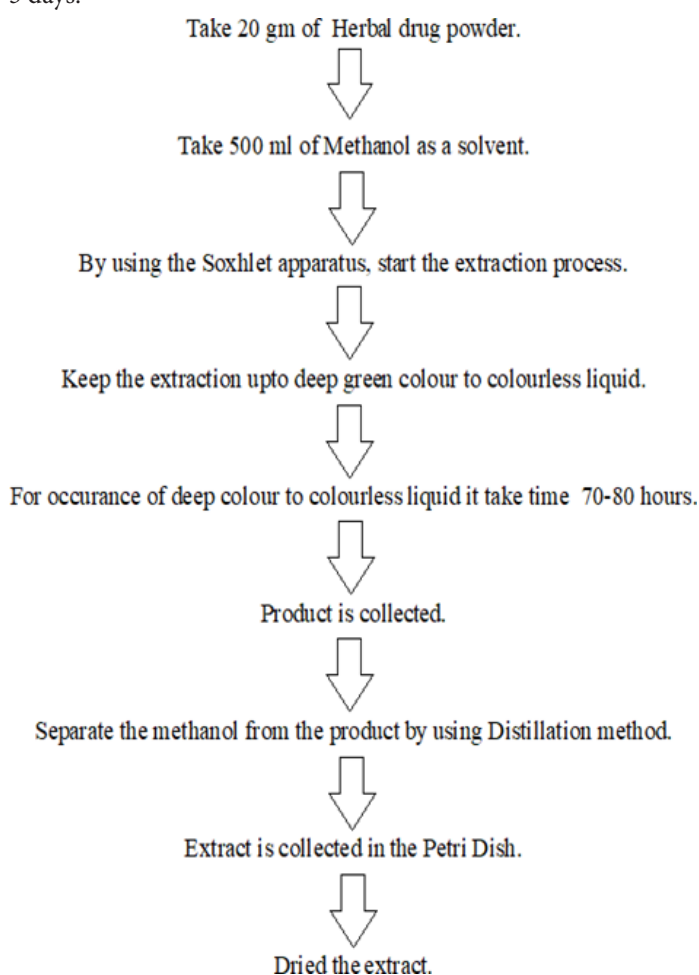 5 days.
Take 20 gm of Herbal drug powder.
Take 500 ml of Methanol as a solvent.
By using the Soxhlet apparatus, start the extraction process.
Keep the extraction upto deep green colour to colourless liquid.
For occurance of deep colour to colourless liquid it take time 70-80 hours.
Product is collected.
Separate the methanol from the product by using Distillation method.
Extract is collected in the Petri Dish.
Dried the extract.